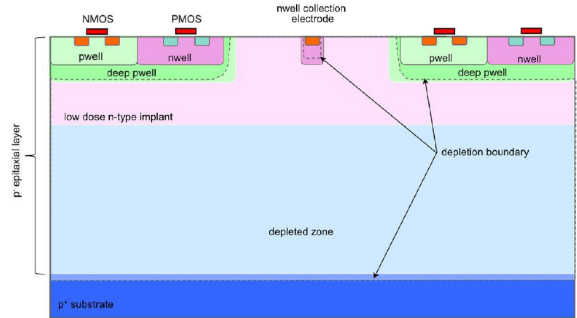 NMOS
PMOS
nwell collection
electrode
pwell
nwell
pwell
nwell
deep pwell
deep pwell
low dose n-type implant
p⁻ epitaxial layer
depletion boundary
depleted zone
p⁺ substrate